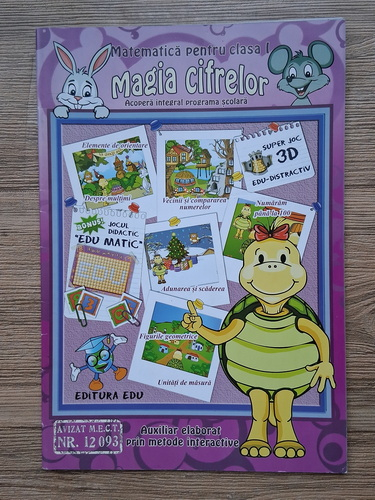 Matematică pentru clasa I
Magia cifrelor
Acoperă integral programa școlară
Elemente de orientare
Despre mulțimi
Vecinii și compararea
numerelor
SUPER JOC
3D
EDU-DISTRACTIV
Numărăm
până la 100
BONUS
JOCUL
DIDACTIC
"EDU MATIC"
Adunarea și scăderea
Figurile geometrice
Unități de măsură
EDITURA EDU
AVIZAT M.E.C.T.
NR. 12 093
Auxiliar elaborat
prin metode interactive